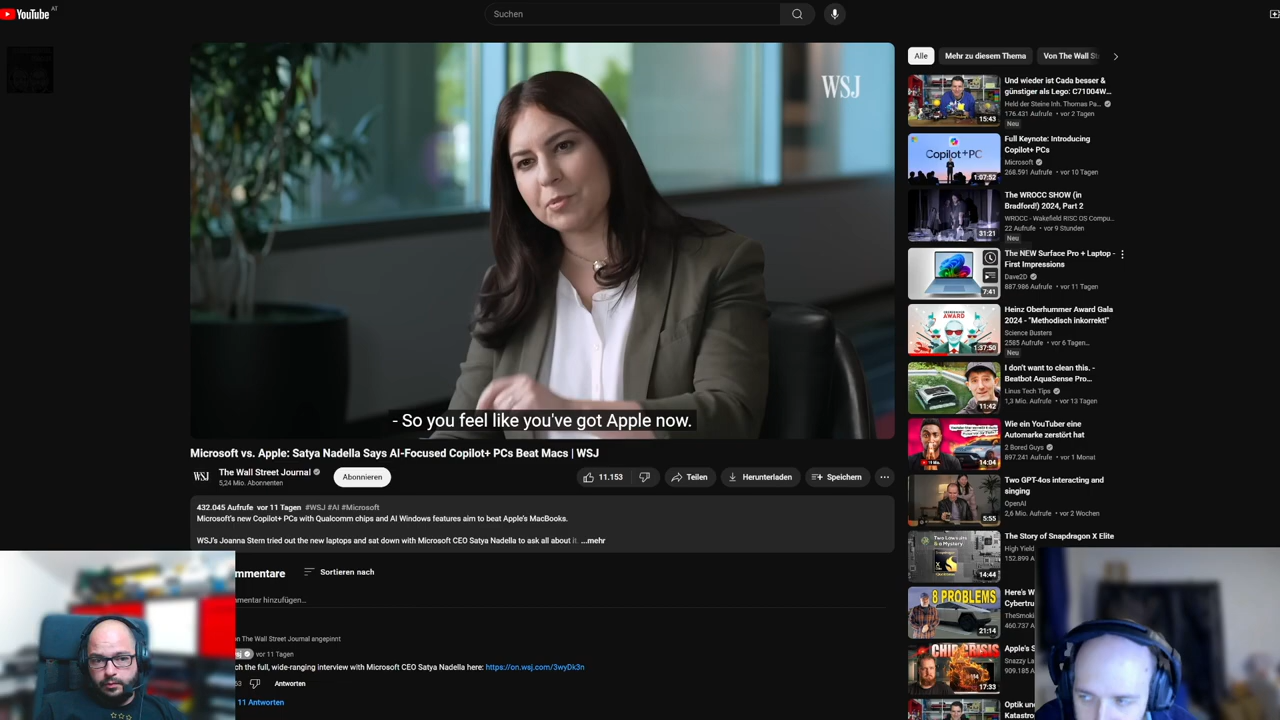 YouTube AT
Suchen
WSJ
- So you feel like you've got Apple now.
Microsoft vs. Apple: Satya Nadella Says AI-Focused Copilot+ PCs Beat Macs | WSJ
WSJ
The Wall Street Journal
5,24 Mio. Abonnenten
Abonnieren
11.153
Teilen
Herunterladen
Speichern
432.045 Aufrufe vor 11 Tagen #WSJ #AI #Microsoft
Microsoft's new Copilot+ PCs with Qualcomm chips and AI Windows features aim to beat Apple's MacBooks.
WSJ's Joanna Stern tried out the new laptops and sat down with Microsoft CEO Satya Nadella to ask all about it ...mehr
mmentare
Sortieren nach
mentar hinzufügen...
on The Wall Street Journal angepinnt
vor 11 Tagen
ch the full, wide-ranging interview with Microsoft CEO Satya Nadella here: https://on.wsj.com/3wyDk3n
Antworten
11 Antworten
Alle
Mehr zu diesem Thema
Von The Wall St
15:43
Und wieder ist Cada besser &
günstiger als Lego: C71004W...
Held der Steine Inh. Thomas Pa...
176.431 Aufrufe • vor 2 Tagen
Neu
Copilot+PC
1:07:52
Full Keynote: Introducing
Copilot+ PCs
Microsoft
268.591 Aufrufe • vor 10 Tagen
31:21
The WROCC SHOW (in
Bradford!) 2024, Part 2
WROCC - Wakefield RISC OS Compu...
22 Aufrufe • vor 9 Stunden
Neu
7:41
The NEW Surface Pro + Laptop -
First Impressions
Dave2D
887.986 Aufrufe • vor 11 Tagen
AWARD
1:37:50
Heinz Oberhummer Award Gala
2024 - "Methodisch inkorrekt!"
Science Busters
2585 Aufrufe • vor 6 Tagen...
Neu
11:42
I don't want to clean this. -
Beatbot AquaSense Pro...
Linus Tech Tips
1,3 Mio. Aufrufe • vor 13 Tagen
14:04
Wie ein YouTube eine
Automarke zerstört hat
2 Bored Guys
897.241 Aufrufe • vor 1 Monat
5:55
Two GPT-4os interacting and
singing
OpenAI
2,6 Mio. Aufrufe • vor 2 Wochen
14:44
The Story of Snapdragon X Elite
High Yield
152.899 A
8 PROBLEMS
21:14
Here's W
Cybertru
TheSmoki
460.737
CHIP CRISIS
17:33
Apple's S
Snazzy La
909.185 A
Optik un
Katastro